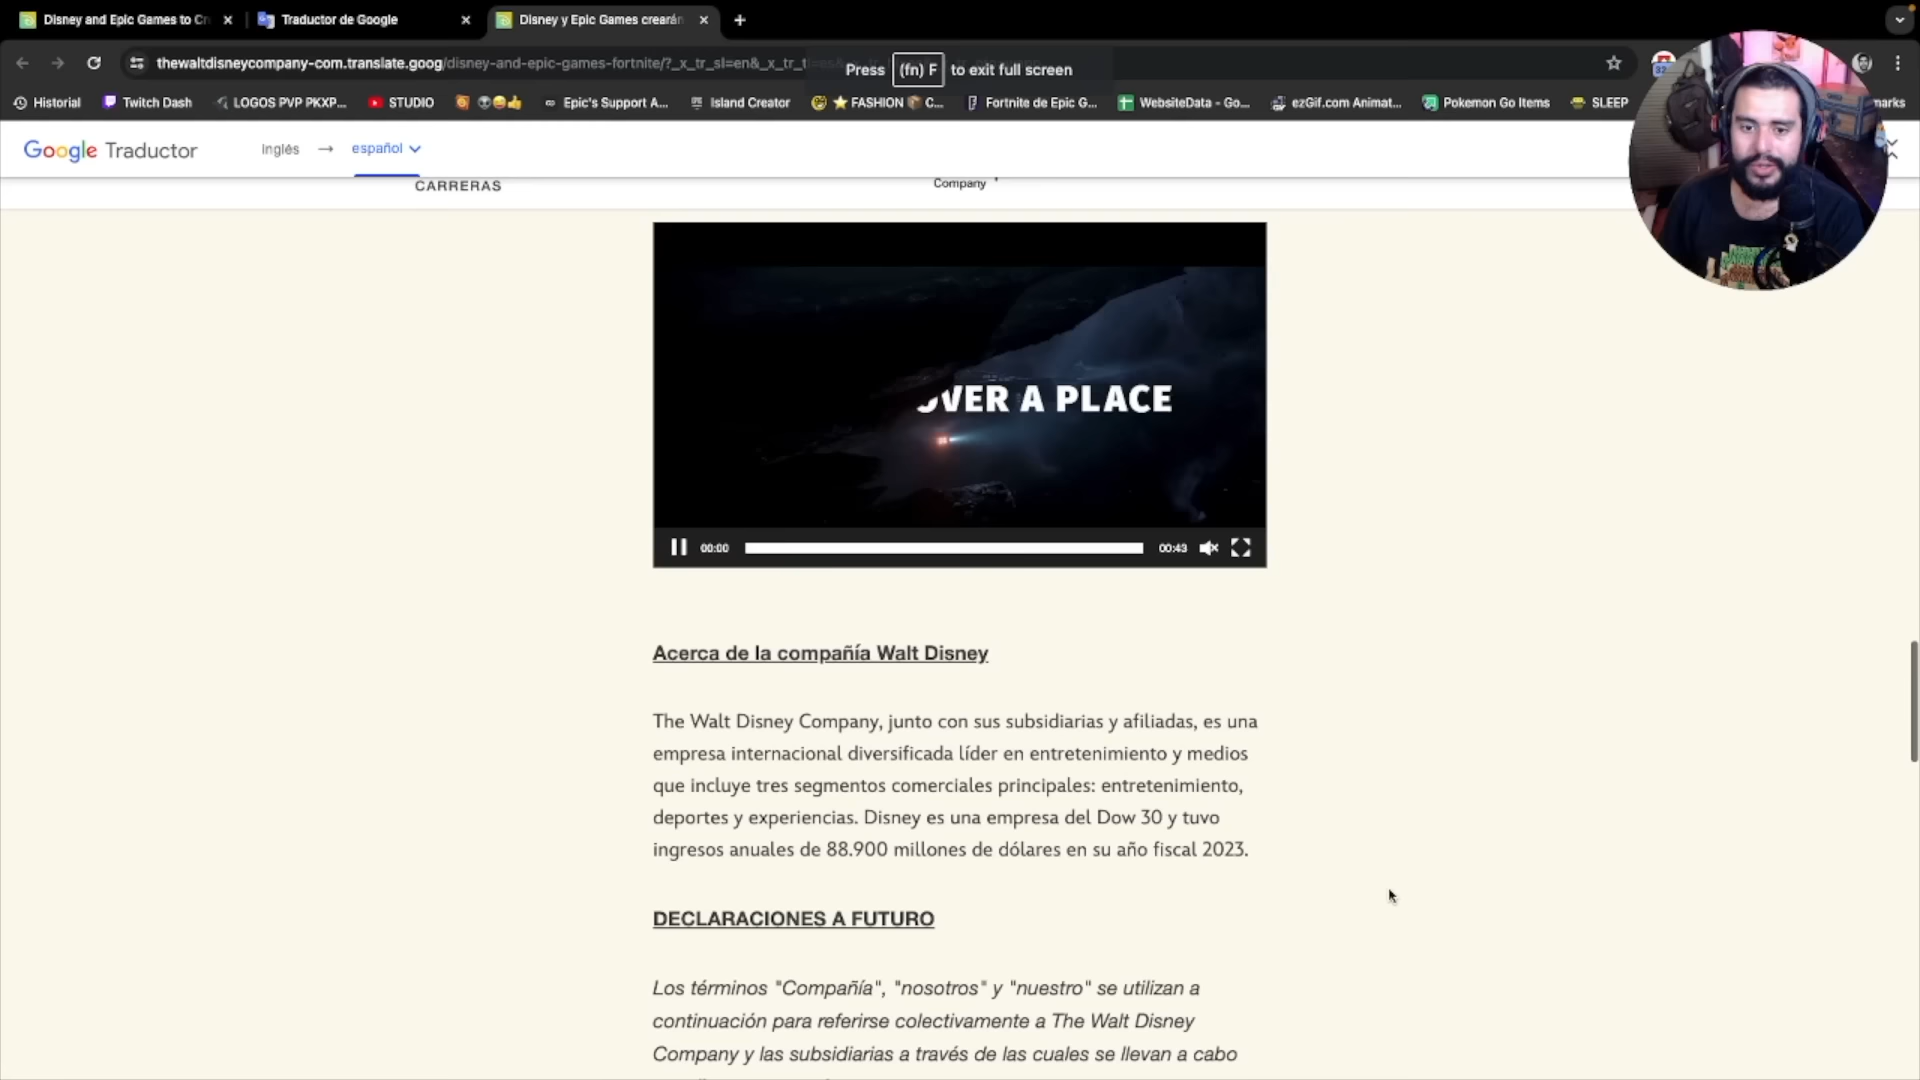 Disney and Epic Games to Cr
Traductor de Google
Disney y Epic Games crearán
thewaltdisneycompany-com.translate.goog/disney-and-epic-games-fortnite/?_x_tr_sl=en&_x_tr_t
Press (fn) F to exit full screen
Historial
Twitch Dash
LOGOS PVP PKXP...
STUDIO
Epic's Support A...
Island Creator
FASHION C...
Fortnite de Epic G...
WebsiteData - Go...
ezGif.com Animat...
Pokemon Go Items
SLEEP
marks
Google Traductor
inglés → español
CARRERAS
Company
OVER A PLACE
00:00
00:43
Acerca de la compañía Walt Disney
The Walt Disney Company, junto con sus subsidiarias y afiliadas, es una
empresa internacional diversificada líder en entretenimiento y medios
que incluye tres segmentos comerciales principales: entretenimiento,
deportes y experiencias. Disney es una empresa del Dow 30 y tuvo
ingresos anuales de 88.900 millones de dólares en su año fiscal 2023.
DECLARACIONES A FUTURO
Los términos "Compañía", "nosotros" y "nuestro" se utilizan a
continuación para referirse colectivamente a The Walt Disney
Company y las subsidiarias a través de las cuales se llevan a cabo